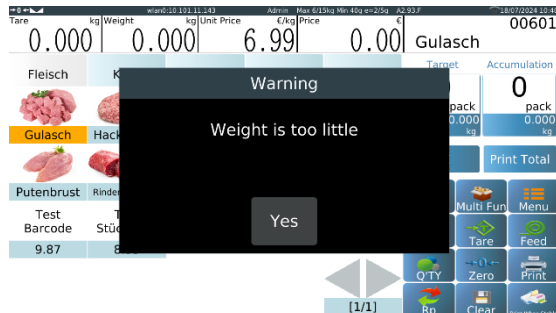 wlan0:10.101.11.143 Admin Max 6/15kg Min 40g e=2/5g A2.93.F 18/07/2024 10:40
Tare kg Weight kg Unit Price €/kg Price €
0.000 0.000 6.99 0.00 Gulasch 00601
Target Accumulation
Fleisch
0
pack pack
0.000 0.000
kg kg
Warning
Weight is too little
Yes
Gulasch
Putenbrust
Print Total
Multi Fun Menu
Test
Barcode
9.87
Tare Feed
Q'TY Zero Print
[1/1]
Rp Clear